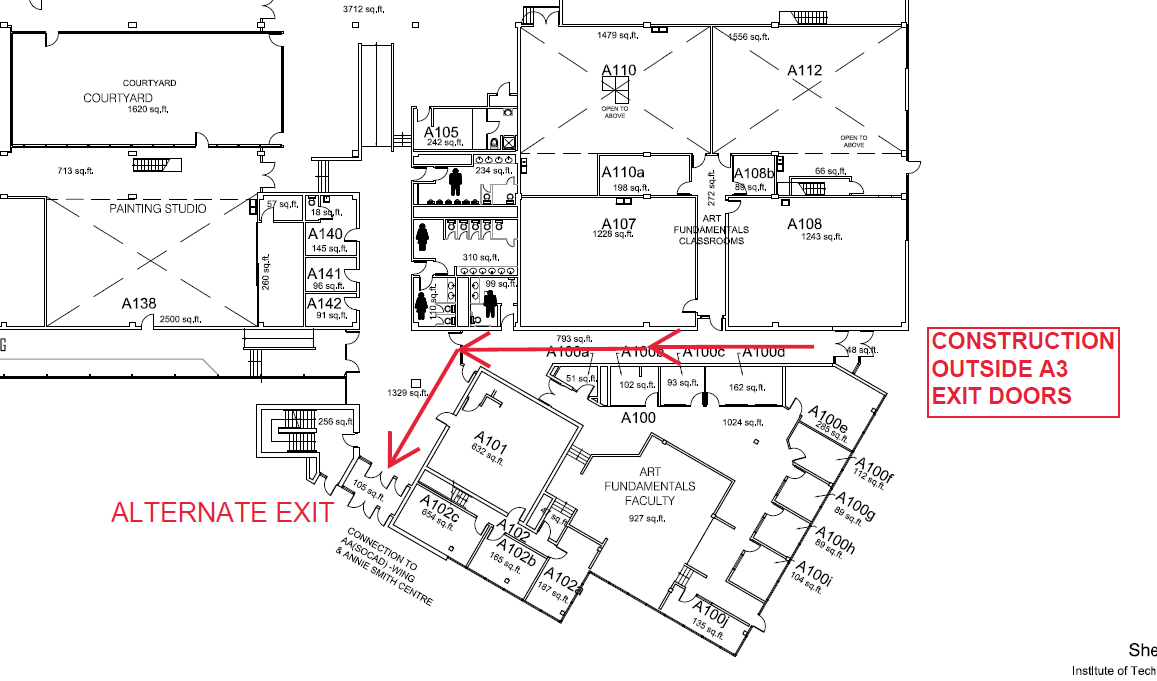 3712 sq.ft.
1479 sq.ft.
1556 sq.ft.
COURTYARD
COURTYARD
1620 sq.ft.
A110
OPEN TO
ABOVE
A112
OPEN TO
ABOVE
A105
242 sq.ft.
713 sq.ft.
234 sq.ft.
A110a
198 sq.ft.
272 sq.ft.
A108b
89 sq.ft.
66 sq.ft.
PAINTING STUDIO
57 sq.ft.
18 sq.ft.
A140
145 sq.ft.
A141
96 sq.ft.
A142
91 sq.ft.
260 sq.ft.
A138
2500 sq.ft.
310 sq.ft.
110 sq.ft.
99 sq.ft.
A107
1228 sq.ft.
ART
FUNDAMENTALS
CLASSROOMS
A108
1243 sq.ft.
G
793 sq.ft.
48 sq.ft.
CONSTRUCTION
OUTSIDE A3
EXIT DOORS
A100a
A100b
A100c
A100d
51 sq.ft.
102 sq.ft.
93 sq.ft.
162 sq.ft.
1329 sq.ft.
A100
1024 sq.ft.
A100e
285 sq.ft.
256 sq.ft.
A101
632 sq.ft.
A100f
112 sq.ft.
ART
FUNDAMENTALS
FACULTY
927 sq.ft.
105 sq.ft.
A100g
89 sq.ft.
ALTERNATE EXIT
A102c
654 sq.ft.
A102
A100h
89 sq.ft.
A102b
165 sq.ft.
A100i
104 sq.ft.
CONNECTION TO
AA(SOCAD) -WING
& ANNIE SMITH CENTRE
A102a
187 sq.ft.
A100j
135 sq.ft.
She
Institute of Tech